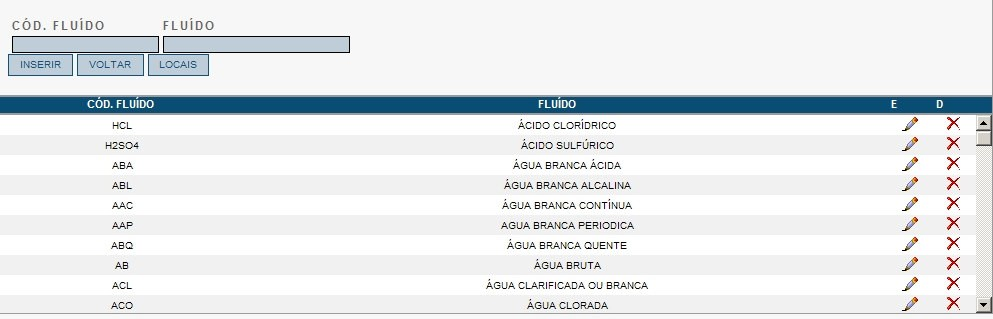 CÓD. FLUÍDO FLUÍDO
INSERIR VOLTAR LOCAIS
CÓD. FLUÍDO FLUÍDO E D
HCL ÁCIDO CLORÍDRICO
H2SO4 ÁCIDO SULFÚRICO
ABA ÁGUA BRANCA ÁCIDA
ABL ÁGUA BRANCA ALCALINA
AAC ÁGUA BRANCA CONTÍNUA
AAP AGUA BRANCA PERIODICA
ABQ ÁGUA BRANCA QUENTE
AB ÁGUA BRUTA
ACL ÁGUA CLARIFICADA OU BRANCA
ACO ÁGUA CLORADA